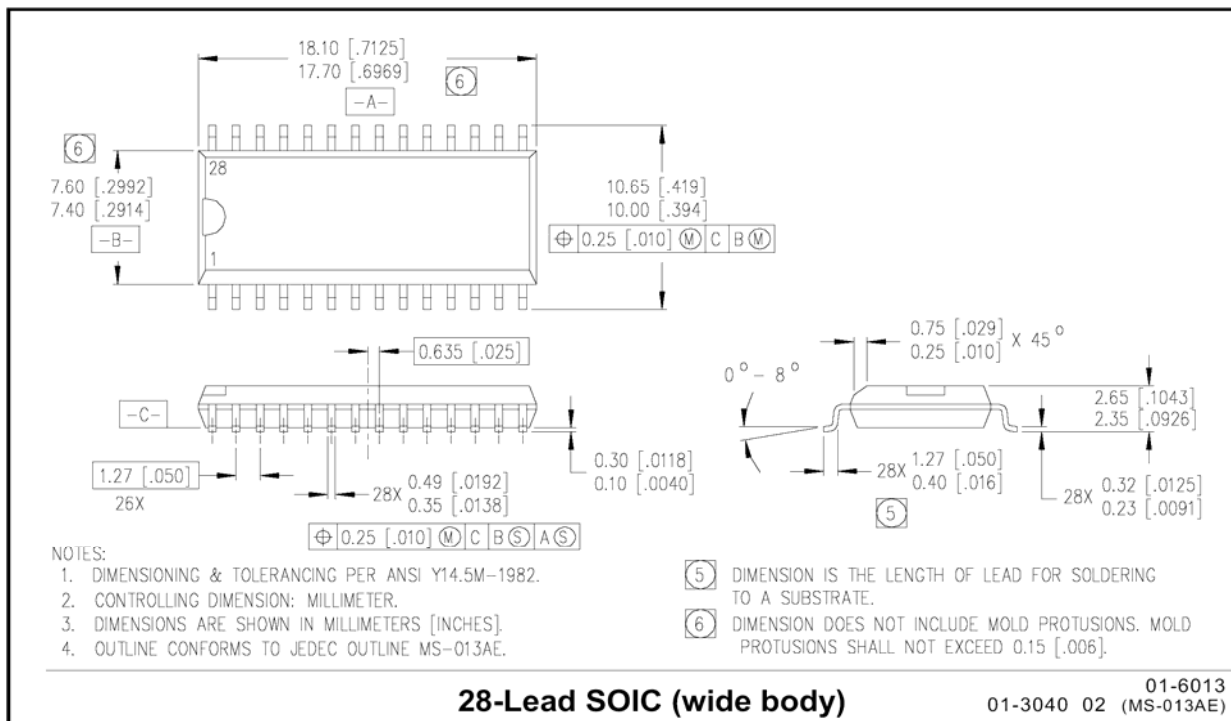 18.10 [.7125]
17.70 [.6969]
6
-A-
6
28
7.60 [.2992]
7.40 [.2914]
-B-
1
10.65 [.419]
10.00 [.394]
⌖ 0.25 [.010] Ⓜ C B Ⓜ
0.635 [.025]
-C-
1.27 [.050]
26X
28X 0.49 [.0192]
0.35 [.0138]
⌖ 0.25 [.010] Ⓜ C B Ⓢ A Ⓢ
0.30 [.0118]
0.10 [.0040]
0.75 [.029]
0.25 [.010] X 45°
0° - 8°
2.65 [.1043]
2.35 [.0926]
28X 1.27 [.050]
0.40 [.016]
5
28X 0.32 [.0125]
0.23 [.0091]
NOTES:
1. DIMENSIONING & TOLERANCING PER ANSI Y14.5M-1982.
2. CONTROLLING DIMENSION: MILLIMETER.
3. DIMENSIONS ARE SHOWN IN MILLIMETERS [INCHES].
4. OUTLINE CONFORMS TO JEDEC OUTLINE MS-013AE.
5 DIMENSION IS THE LENGTH OF LEAD FOR SOLDERING
TO A SUBSTRATE.
6 DIMENSION DOES NOT INCLUDE MOLD PROTUSIONS. MOLD
PROTUSIONS SHALL NOT EXCEED 0.15 [.006].
28-Lead SOIC (wide body)
01-6013
01-3040 02 (MS-013AE)